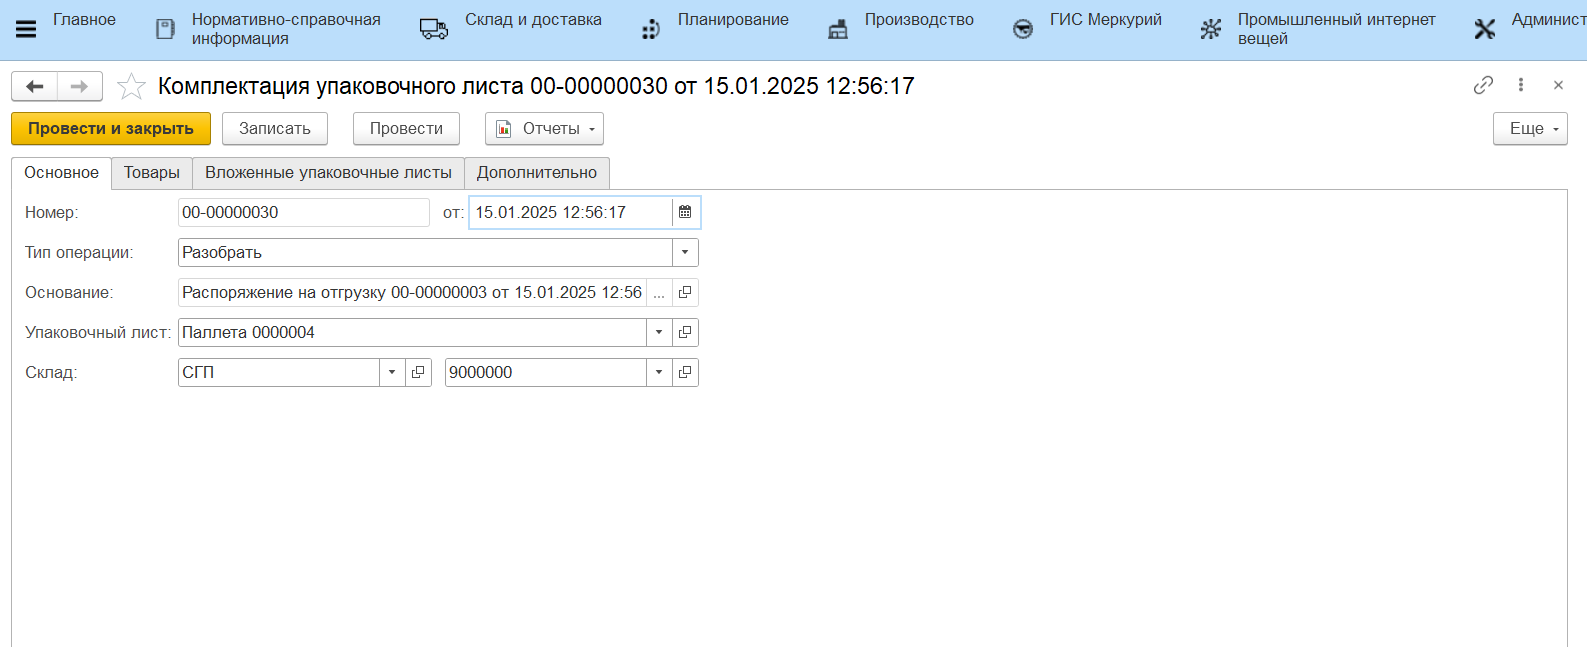 Главное
Нормативно-справочная
информация
Склад и доставка
Планирование
Производство
ГИС Меркурий
Промышленный интернет
вещей
Админист
Комплектация упаковочного листа 00-00000030 от 15.01.2025 12:56:17
Провести и закрыть
Записать
Провести
Отчеты
Еще
Основное
Товары
Вложенные упаковочные листы
Дополнительно
Номер: 00-00000030 от: 15.01.2025 12:56:17
Тип операции: Разобрать
Основание: Распоряжение на отгрузку 00-00000003 от 15.01.2025 12:56 ...
Упаковочный лист: Паллета 0000004
Склад: СГП 9000000